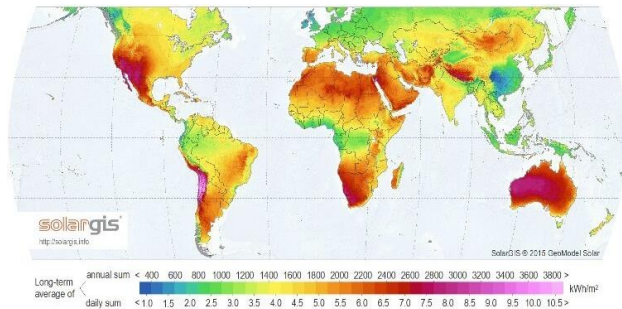 solargis
http://solargis.info
SolarGIS © 2015 GeoModel Solar
Long-term average of
annual sum < 400 600 800 1000 1200 1400 1600 1800 2000 2200 2400 2600 2800 3000 3200 3400 3600 3800 > kWh/m²
daily sum < 1.0 1.5 2.0 2.5 3.0 3.5 4.0 4.5 5.0 5.5 6.0 6.5 7.0 7.5 8.0 8.5 9.0 9.5 10.0 10.5 >